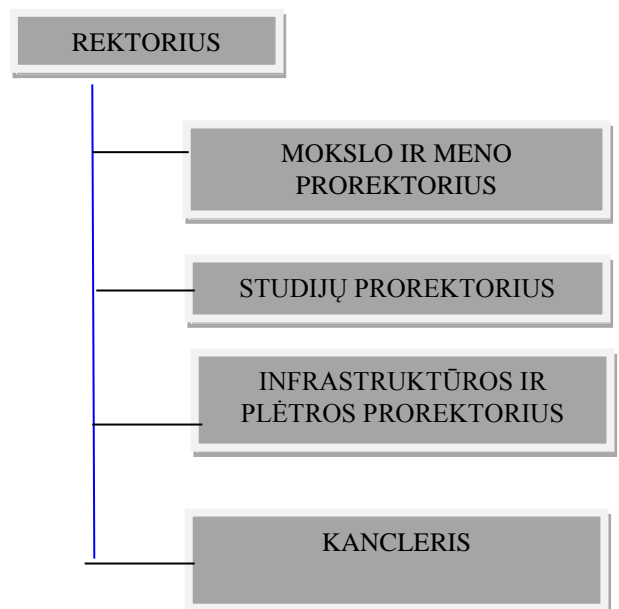 REKTORIUS
MOKSLO IR MENO
PROREKTORIUS
STUDIJŲ PROREKTORIUS
INFRASTRUKTŪROS IR
PLĖTROS PROREKTORIUS
KANCLERIS